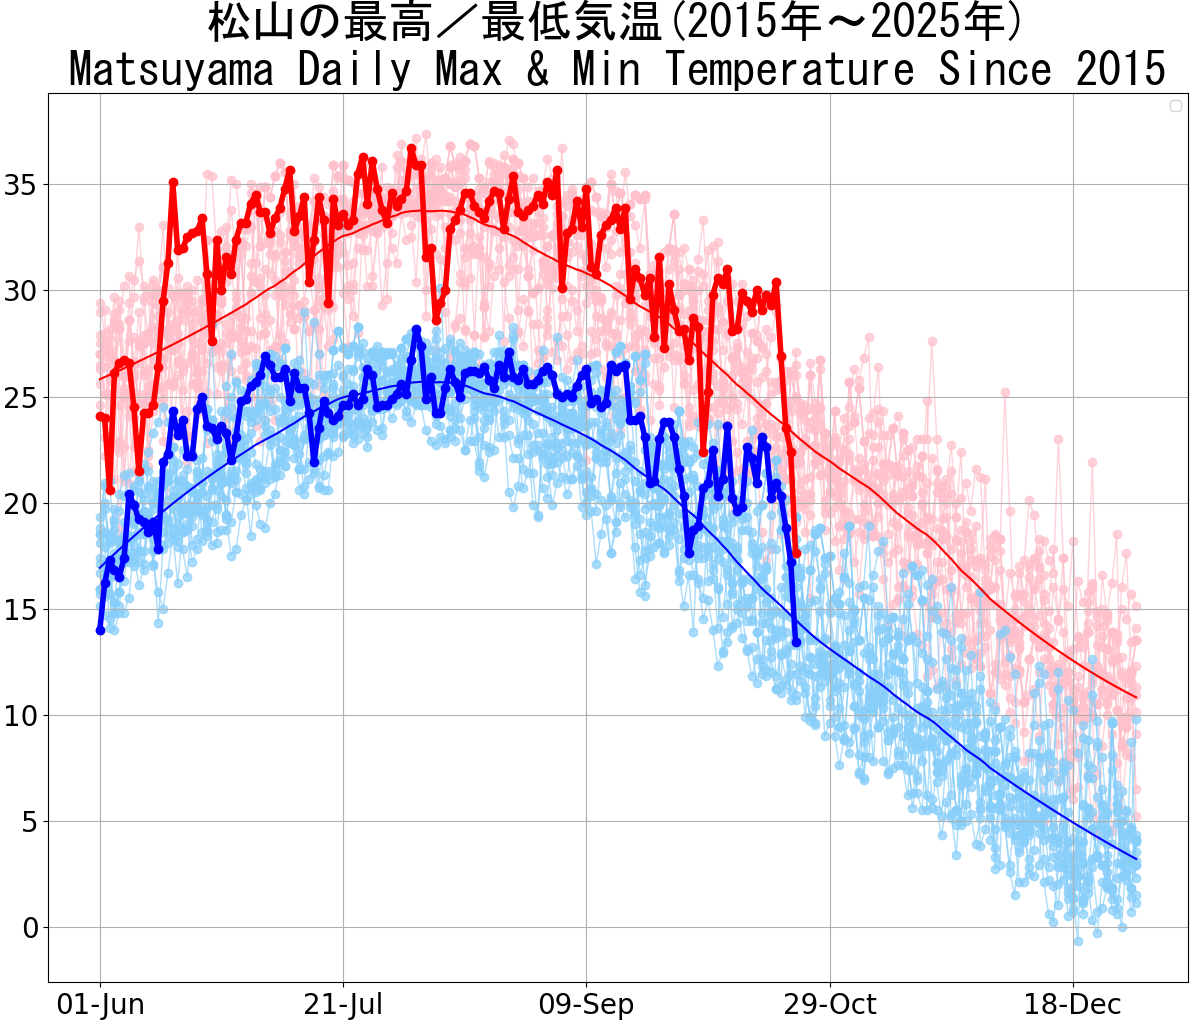 松山の最高／最低気温(2015年～2025年)
Matsuyama Daily Max & Min Temperature Since 2015
35
30
25
20
15
10
5
0
01-Jun 21-Jul 09-Sep 29-Oct 18-Dec